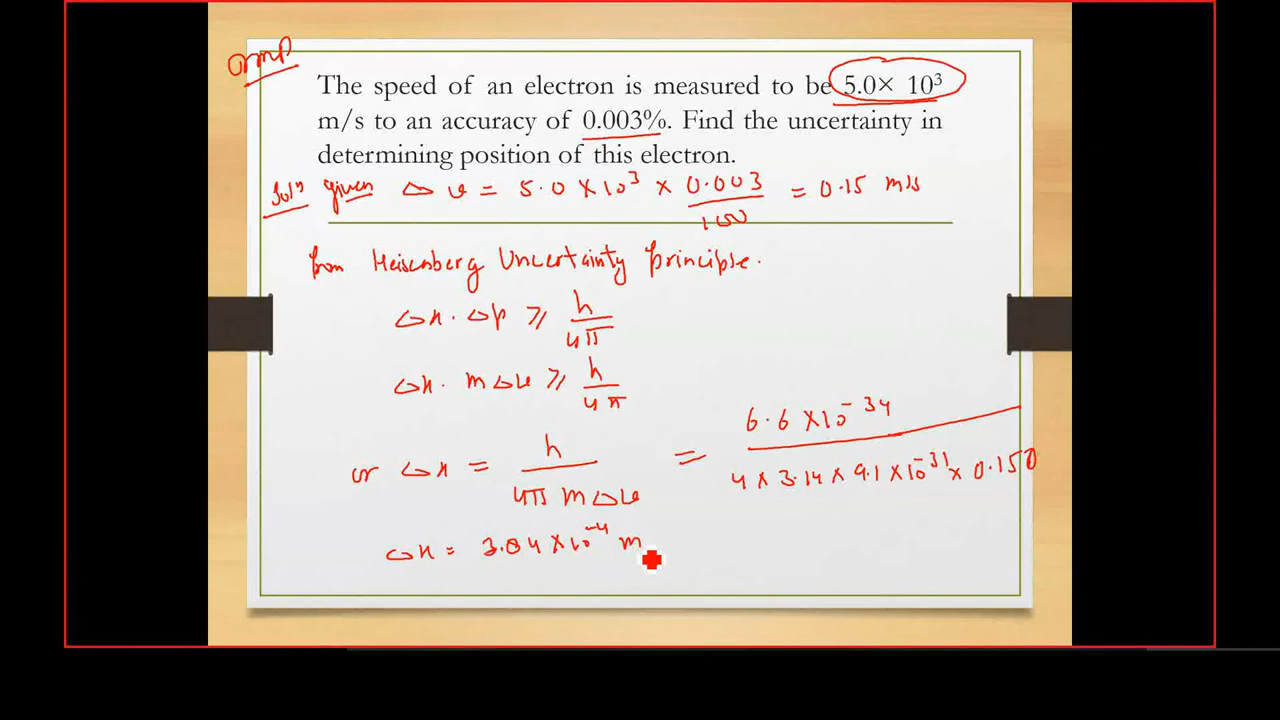 The speed of an electron is measured to be 5.0× 10³
m/s to an accuracy of 0.003%. Find the uncertainty in
determining position of this electron.
Solⁿ given Δv = 5.0 × 10³ × 0.003/100 = 0.15 m/s
from Heisenberg Uncertainty principle.
Δx . Δp ≥ h/4π
Δx . mΔv ≥ h/4π
or Δx = h/4π mΔv = 6.6 × 10⁻³⁴/4 × 3.14 × 9.1 × 10⁻³¹ × 0.150
Δx = 3.84 × 10⁻⁴ m